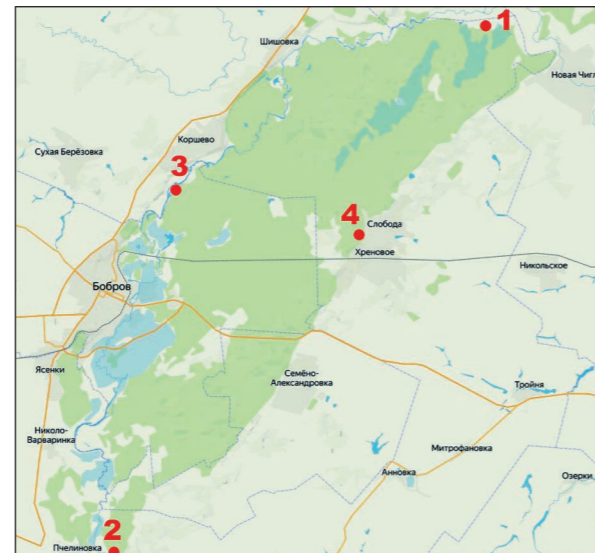 1
Шишовка
Новая Чигл
Коршево
Сухая Берёзовка
3
4
Слобода
Хреновое
Никольское
Бобров
Ясенки
Семёно-
Александровка
Тройня
Николо-
Варваринка
Митрофановка
Анновка
Озерки
2
Пчелиновка